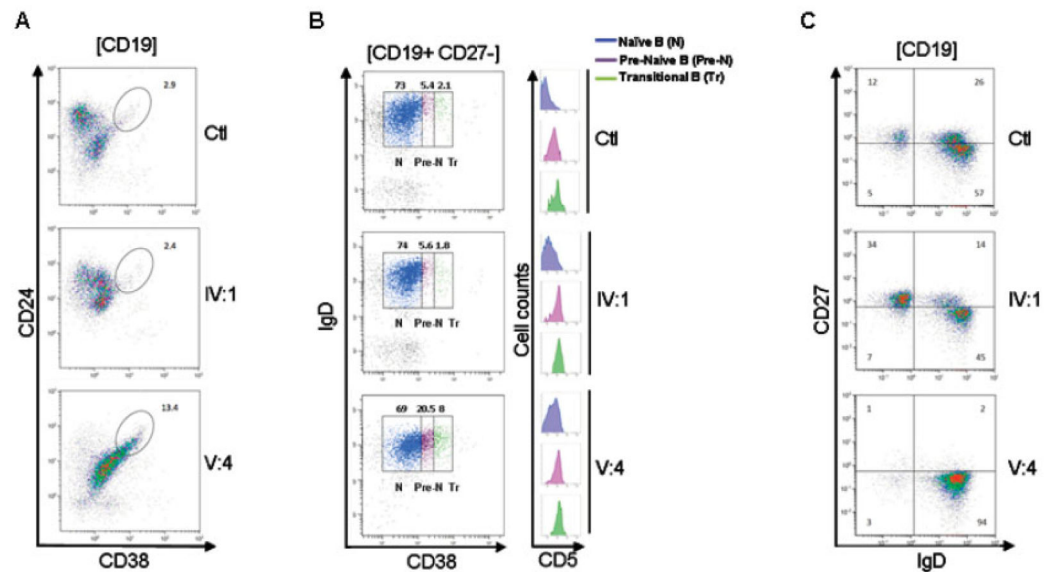 A
[CD19]
2.9
Ctl
2.4
IV:1
13.4
V:4
CD24
CD38
B
[CD19+ CD27-]
Naïve B (N)
Pre-Naive B (Pre-N)
Transitional B (Tr)
73 5.4 2.1
N Pre-N Tr
Ctl
74 5.6 1.8
N Pre-N Tr
IV:1
69 20.5 8
N Pre-N Tr
V:4
IgD
CD38
Cell counts
CD5
C
[CD19]
12 26
5 57
Ctl
34 14
7 45
IV:1
1 2
3 94
V:4
CD27
IgD